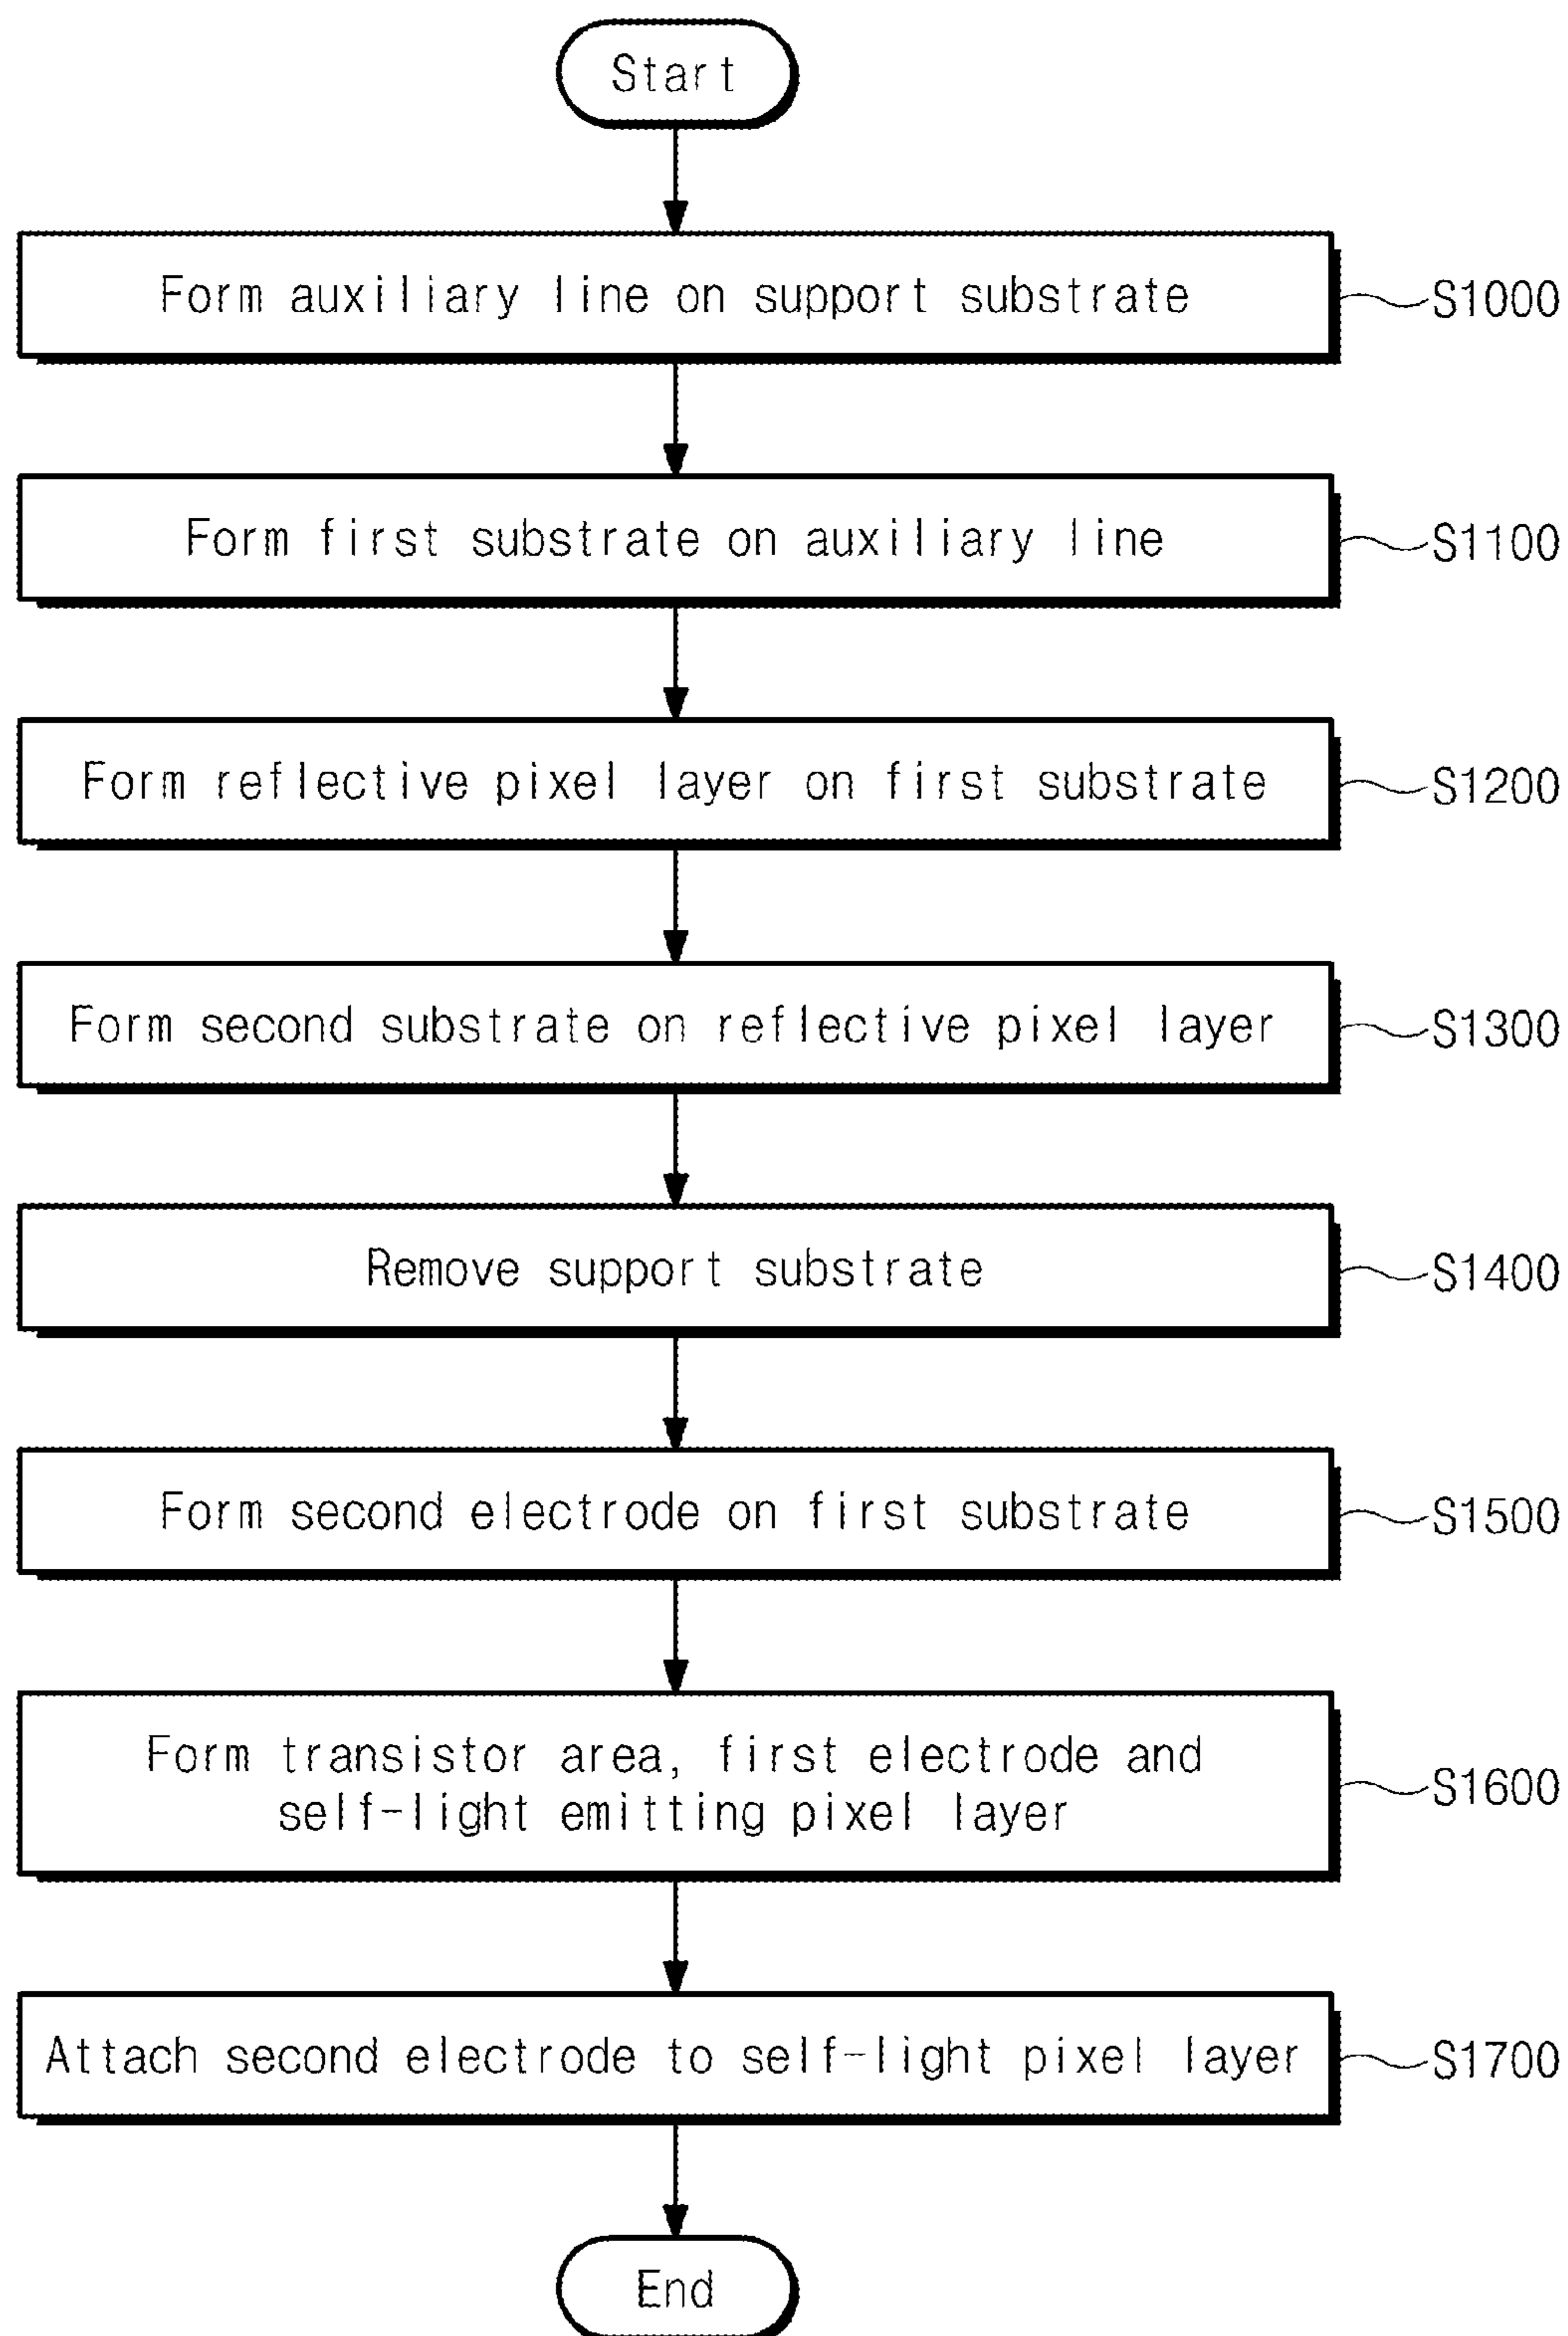 Start
Form auxiliary line on support substrate
S1000
Form first substrate on auxiliary line
S1100
Form reflective pixel layer on first substrate
S1200
Form second substrate on reflective pixel layer
S1300
Remove support substrate
S1400
Form second electrode on first substrate
S1500
Form transistor area, first electrode and
self-light emitting pixel layer
S1600
Attach second electrode to self-light pixel layer
S1700
End